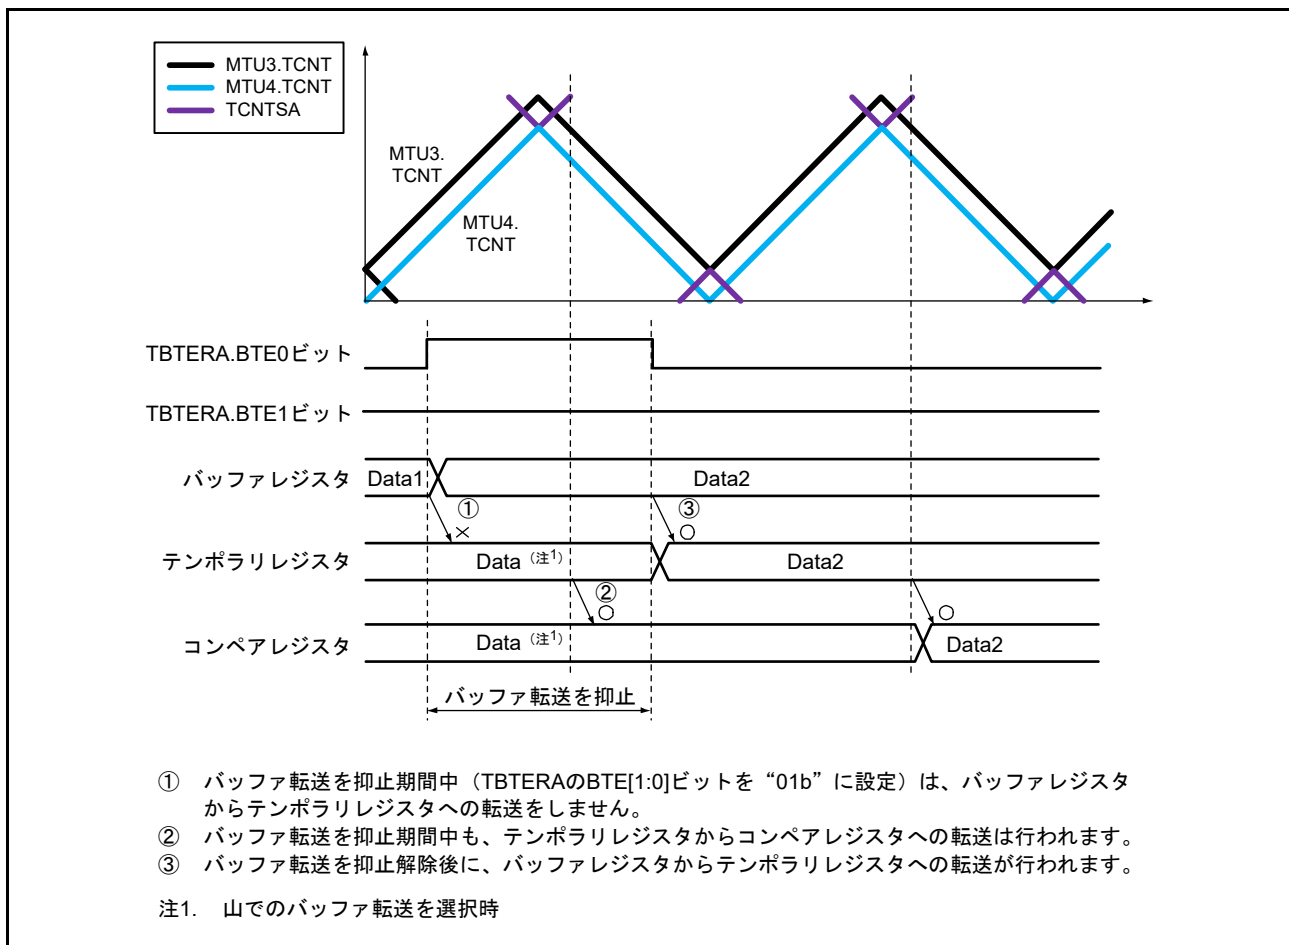 MTU3.TCNT
MTU4.TCNT
TCNTSA
MTU3.
TCNT
MTU4.
TCNT
TBTERA.BTE0ビット
TBTERA.BTE1ビット
バッファレジスタ Data1 Data2
① ③
× ○
テンポラリレジスタ Data（注1） Data2
②
○ ○
コンペアレジスタ Data（注1） Data2
バッファ転送を抑止
① バッファ転送を抑止期間中（TBTERAのBTE[1:0]ビットを“01b”に設定）は、バッファレジスタ
からテンポラリレジスタへの転送をしません。
② バッファ転送を抑止期間中も、テンポラリレジスタからコンペアレジスタへの転送は行われます。
③ バッファ転送を抑止解除後に、バッファレジスタからテンポラリレジスタへの転送が行われます。
注1. 山でのバッファ転送を選択時